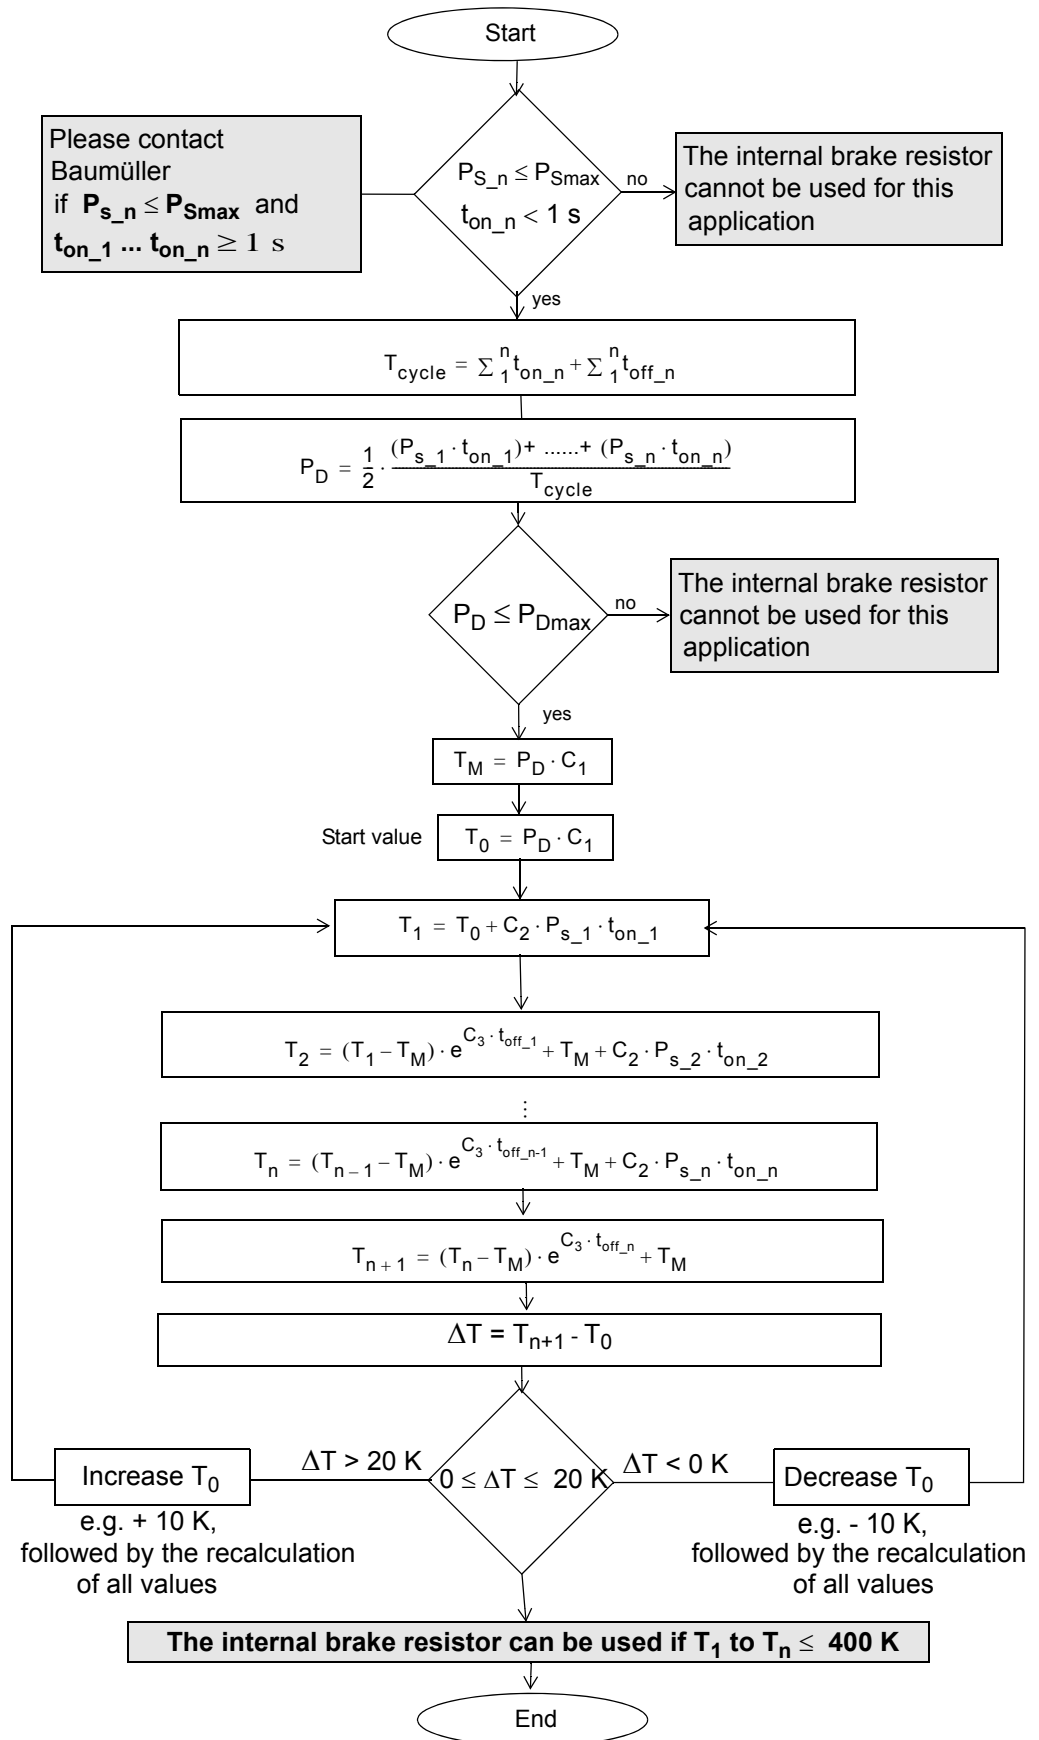 Start
Please contact
Baumüller
if P_s_n ≤ P_Smax and
t_on_1 ... t_on_n ≥ 1 s
P_S_n ≤ P_Smax
t_on_n < 1 s
no
The internal brake resistor
cannot be used for this
application
yes
T_cycle = Σ_1^n t_on_n + Σ_1^n t_off_n
P_D = 1/2 · ((P_s_1 · t_on_1) + ......+ (P_s_n · t_on_n)) / T_cycle
P_D ≤ P_Dmax
no
The internal brake resistor
cannot be used for this
application
yes
T_M = P_D · C_1
Start value
T_0 = P_D · C_1
T_1 = T_0 + C_2 · P_s_1 · t_on_1
T_2 = (T_1 – T_M) · e^(C_3 · t_off_1) + T_M + C_2 · P_s_2 · t_on_2
⋮
T_n = (T_n – 1 – T_M) · e^(C_3 · t_off_n-1) + T_M + C_2 · P_s_n · t_on_n
T_n + 1 = (T_n – T_M) · e^(C_3 · t_off_n) + T_M
ΔT = T_n+1 - T_0
Increase T_0
ΔT > 20 K
0 ≤ ΔT ≤ 20 K
ΔT < 0 K
Decrease T_0
e.g. + 10 K,
followed by the recalculation
of all values
e.g. - 10 K,
followed by the recalculation
of all values
The internal brake resistor can be used if T_1 to T_n ≤ 400 K
End